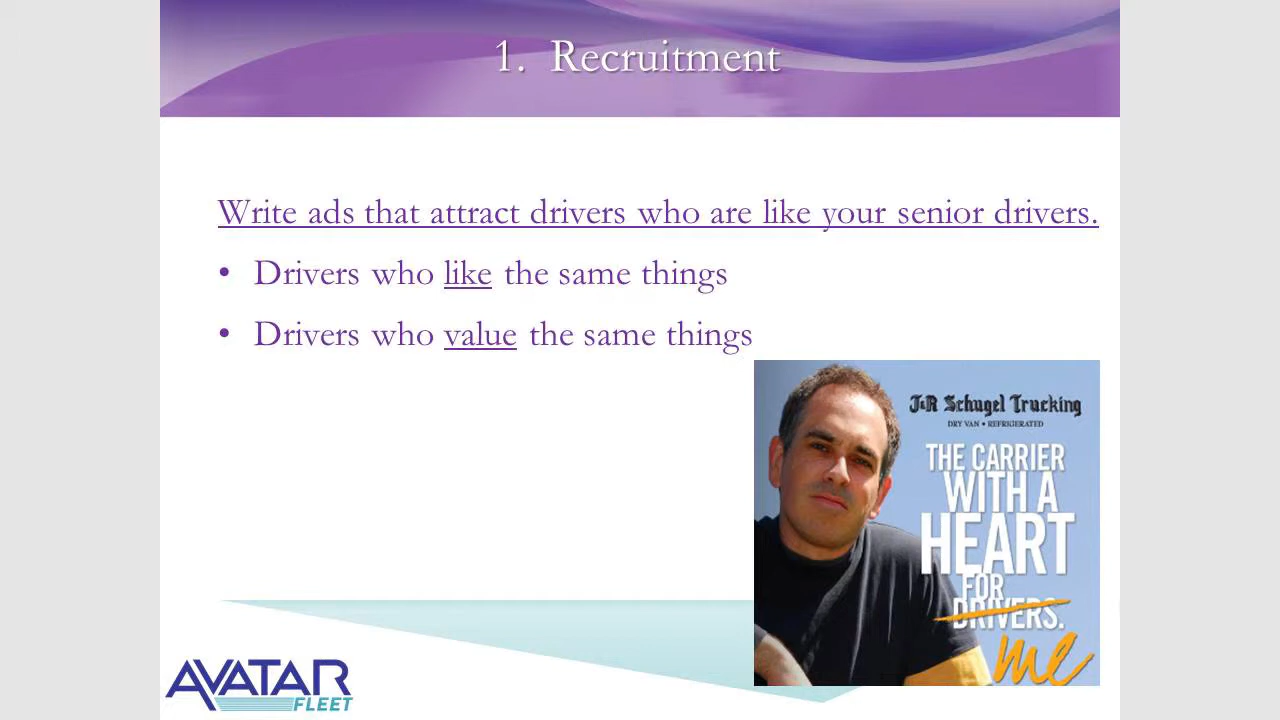 1. Recruitment
Write ads that attract drivers who are like your senior drivers.
• Drivers who like the same things
• Drivers who value the same things
J&R Schugel Trucking
DRY VAN • REFRIGERATED
THE CARRIER
WITH A
HEART
FOR
DRIVERS.
me
AVATAR
FLEET